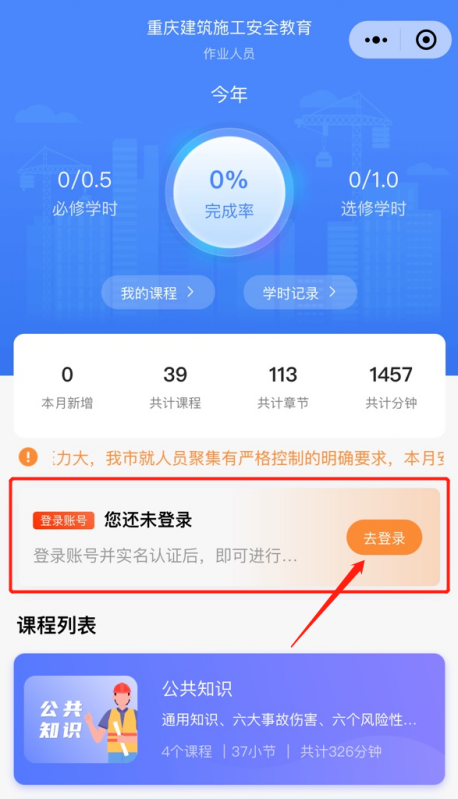 重庆建筑施工安全教育
作业人员
今年
0/0.5
必修学时
0%
完成率
0/1.0
选修学时
我的课程
学时记录
0
本月新增
39
共计课程
113
共计章节
1457
共计分钟
力大，我市就人员聚集有严格控制的明确要求，本月
登录账号 您还未登录
登录账号并实名认证后，即可进行...
去登录
课程列表
公共
知识
公共知识
通用知识、六大事故伤害、六个风险性...
4个课程 | 37小节 | 共计326分钟